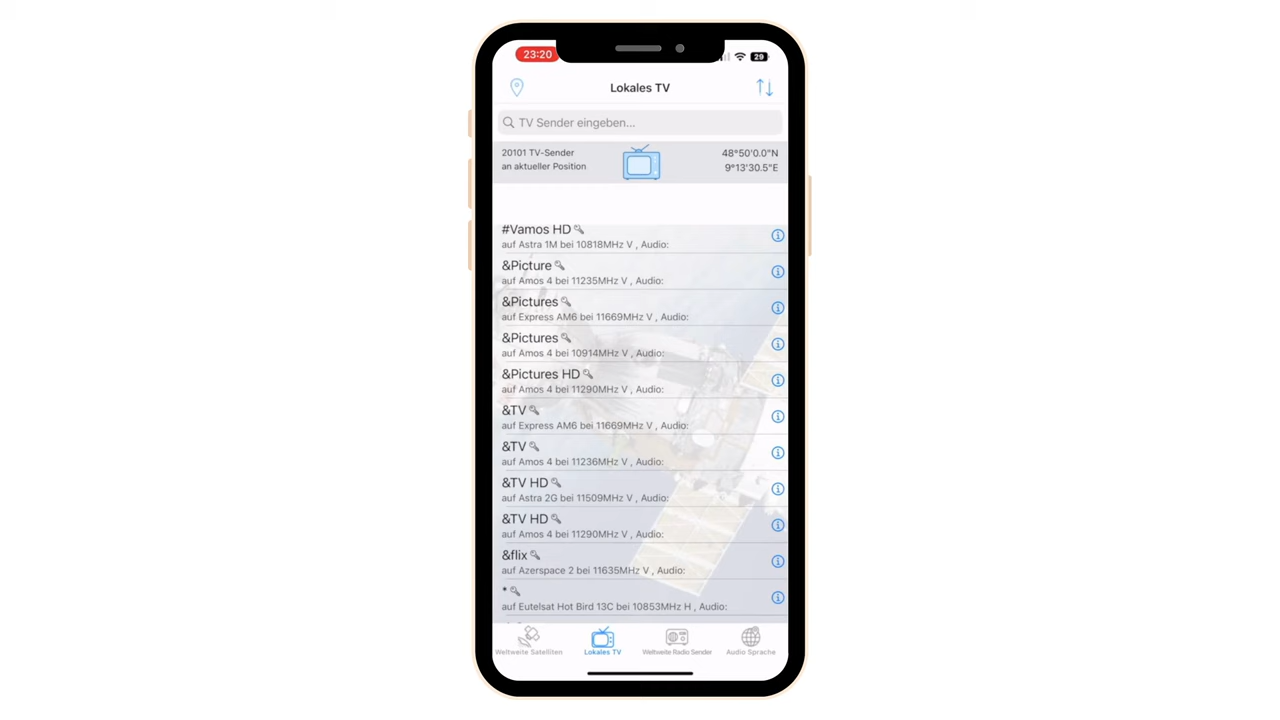 23:20
29
Lokales TV
TV Sender eingeben...
20101 TV-Sender
an aktueller Position
48°50'0.0"N
9°13'30.5"E
#Vamos HD
auf Astra 1M bei 10818MHz V , Audio:
&Picture
auf Amos 4 bei 11235MHz V , Audio:
&Pictures
auf Express AM6 bei 11669MHz V , Audio:
&Pictures
auf Amos 4 bei 10914MHz V , Audio:
&Pictures HD
auf Amos 4 bei 11290MHz V , Audio:
&TV
auf Express AM6 bei 11669MHz V , Audio:
&TV
auf Amos 4 bei 11236MHz V , Audio:
&TV HD
auf Astra 2G bei 11509MHz V , Audio:
&TV HD
auf Amos 4 bei 11290MHz V , Audio:
&flix
auf Azerspace 2 bei 11635MHz V , Audio:
*
auf Eutelsat Hot Bird 13C bei 10853MHz H , Audio:
Weltweite Satelliten
Lokales TV
Weltweite Radio Sender
Audio Sprache